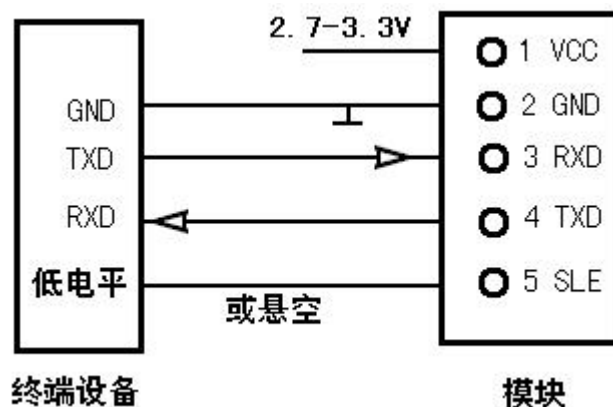 2.7-3.3V
1 VCC
GND
2 GND
TXD
3 RXD
RXD
4 TXD
低电平
或悬空
5 SLE
终端设备
模块